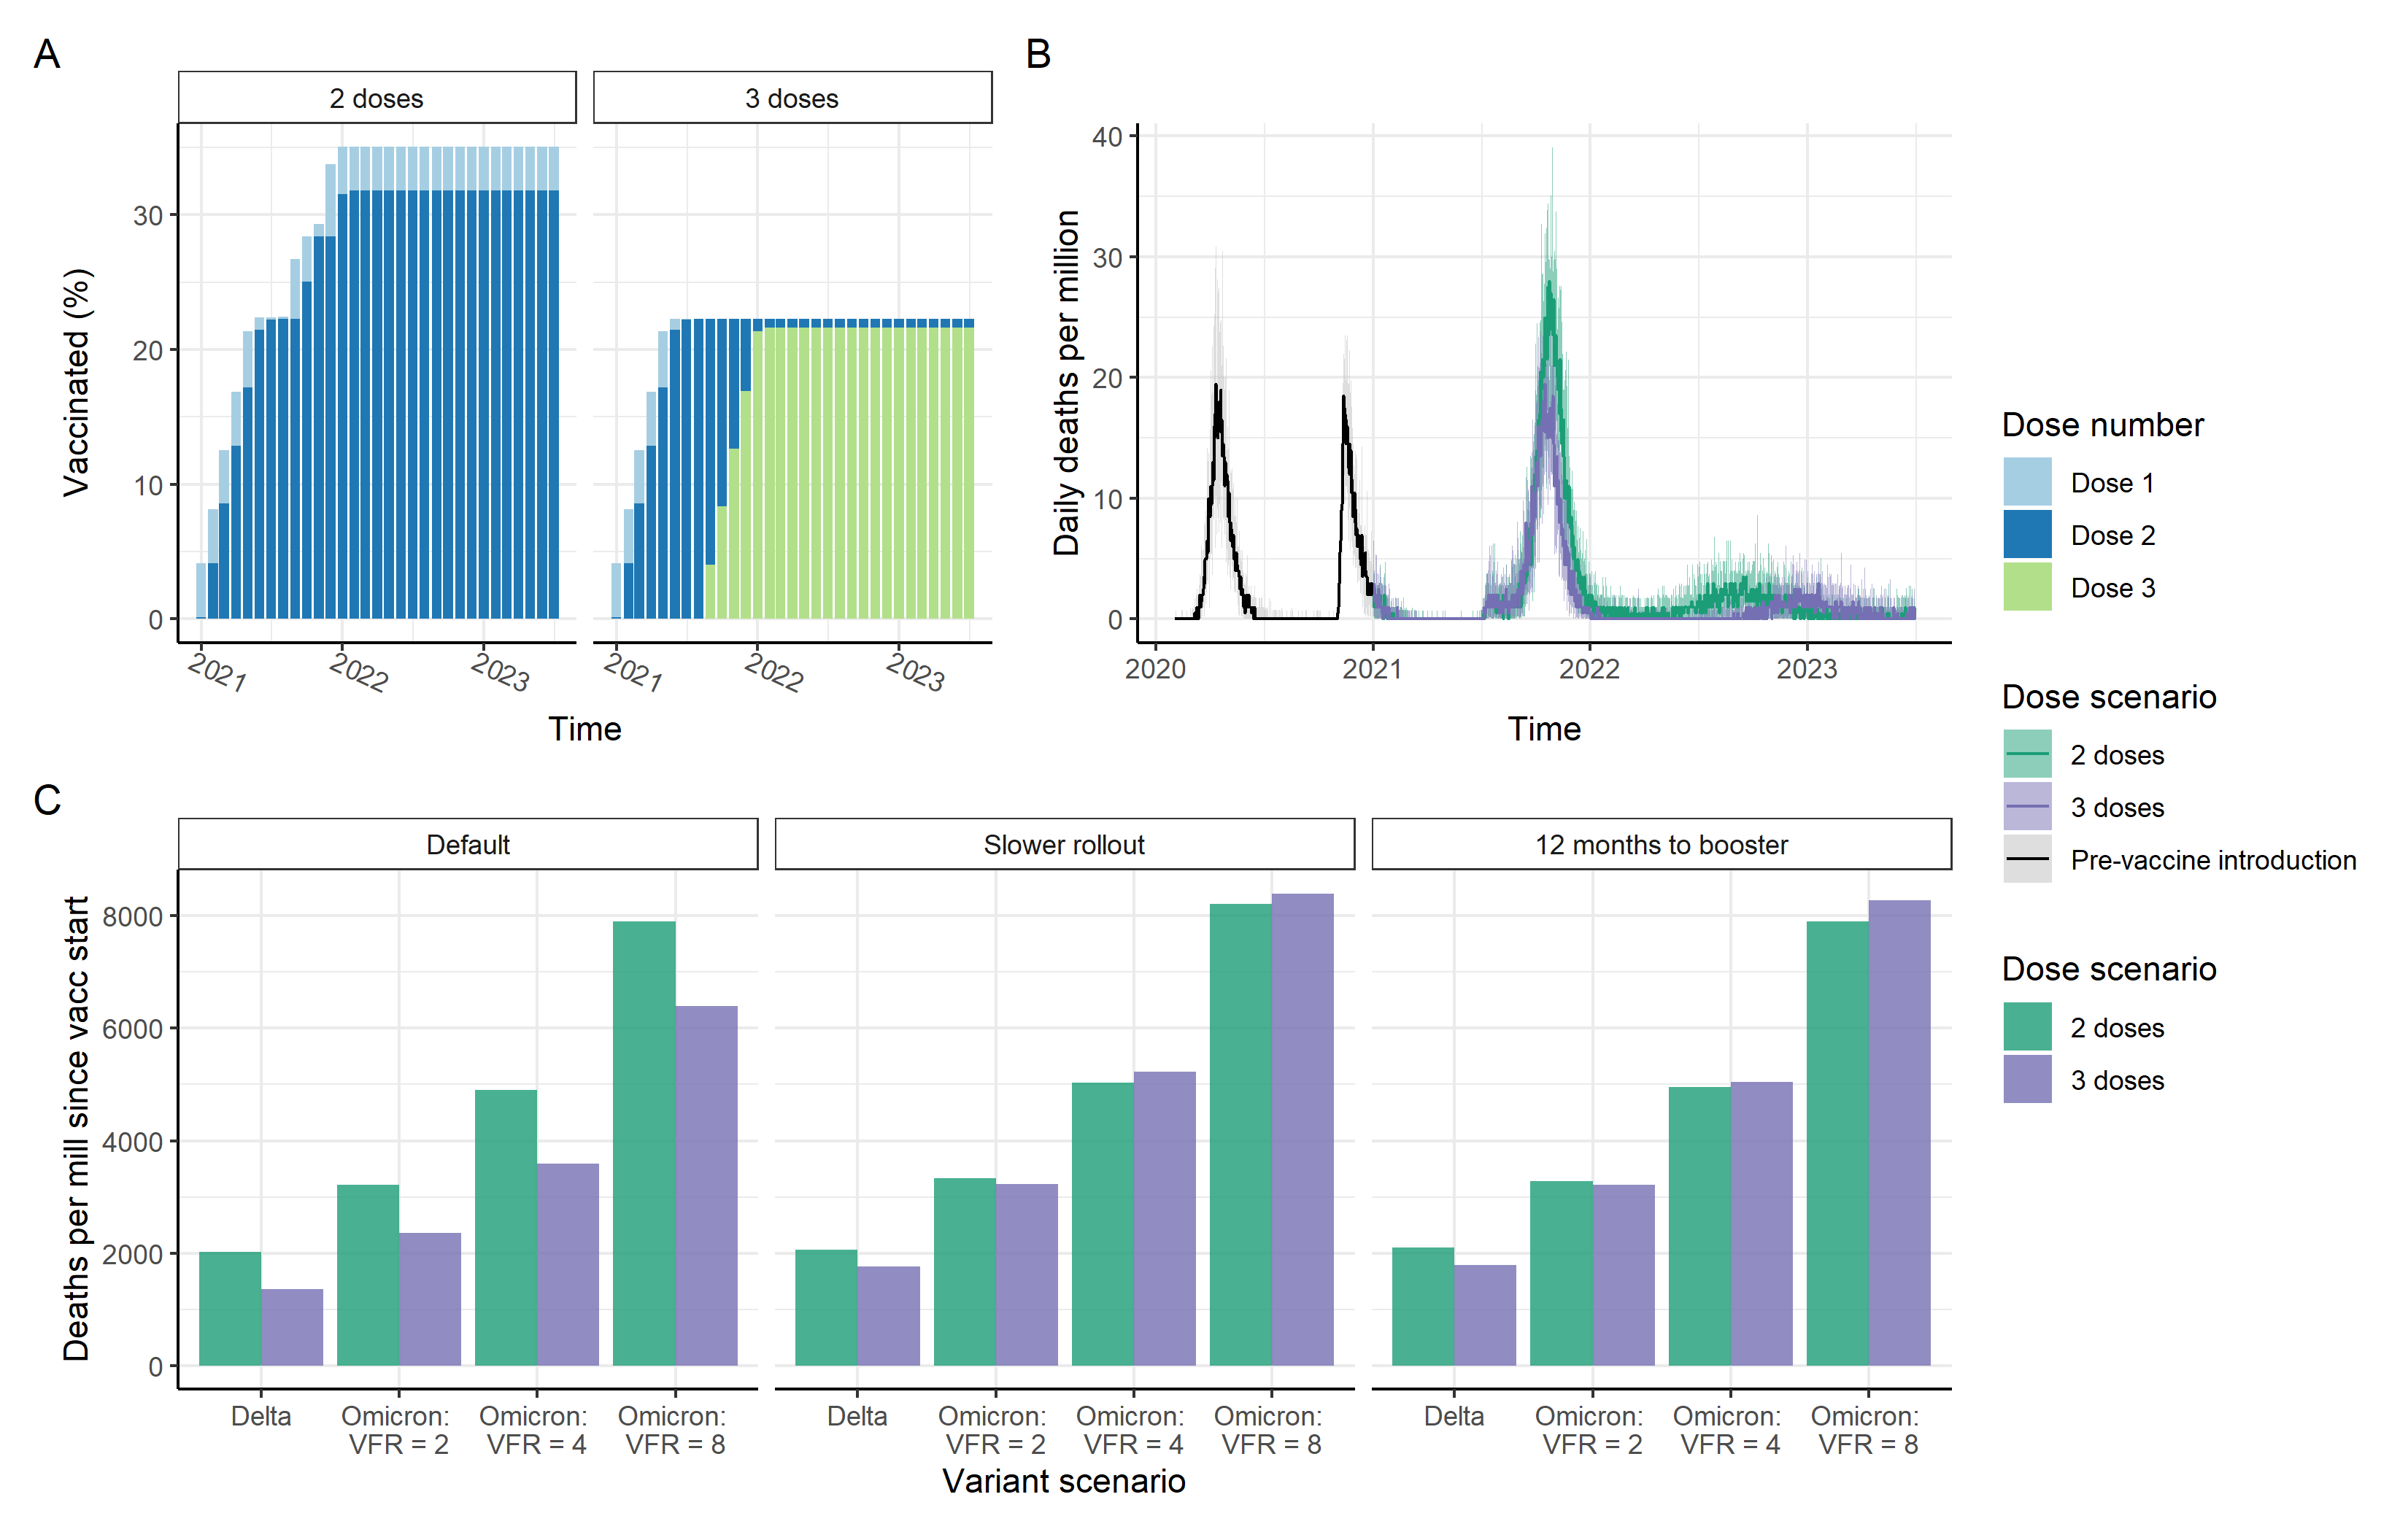 A
2 doses
3 doses
Vaccinated (%)
30
20
10
0
2021
2022
2023
2021
2022
2023
Time
B
Daily deaths per million
40
30
20
10
0
2020
2021
2022
2023
Time
Dose number
Dose 1
Dose 2
Dose 3
Dose scenario
2 doses
3 doses
Pre-vaccine introduction
Dose scenario
2 doses
3 doses
C
Default
Slower rollout
12 months to booster
Deaths per mill since vacc start
8000
6000
4000
2000
0
Delta
Omicron:
VFR = 2
Omicron:
VFR = 4
Omicron:
VFR = 8
Delta
Omicron:
VFR = 2
Omicron:
VFR = 4
Omicron:
VFR = 8
Delta
Omicron:
VFR = 2
Omicron:
VFR = 4
Omicron:
VFR = 8
Variant scenario